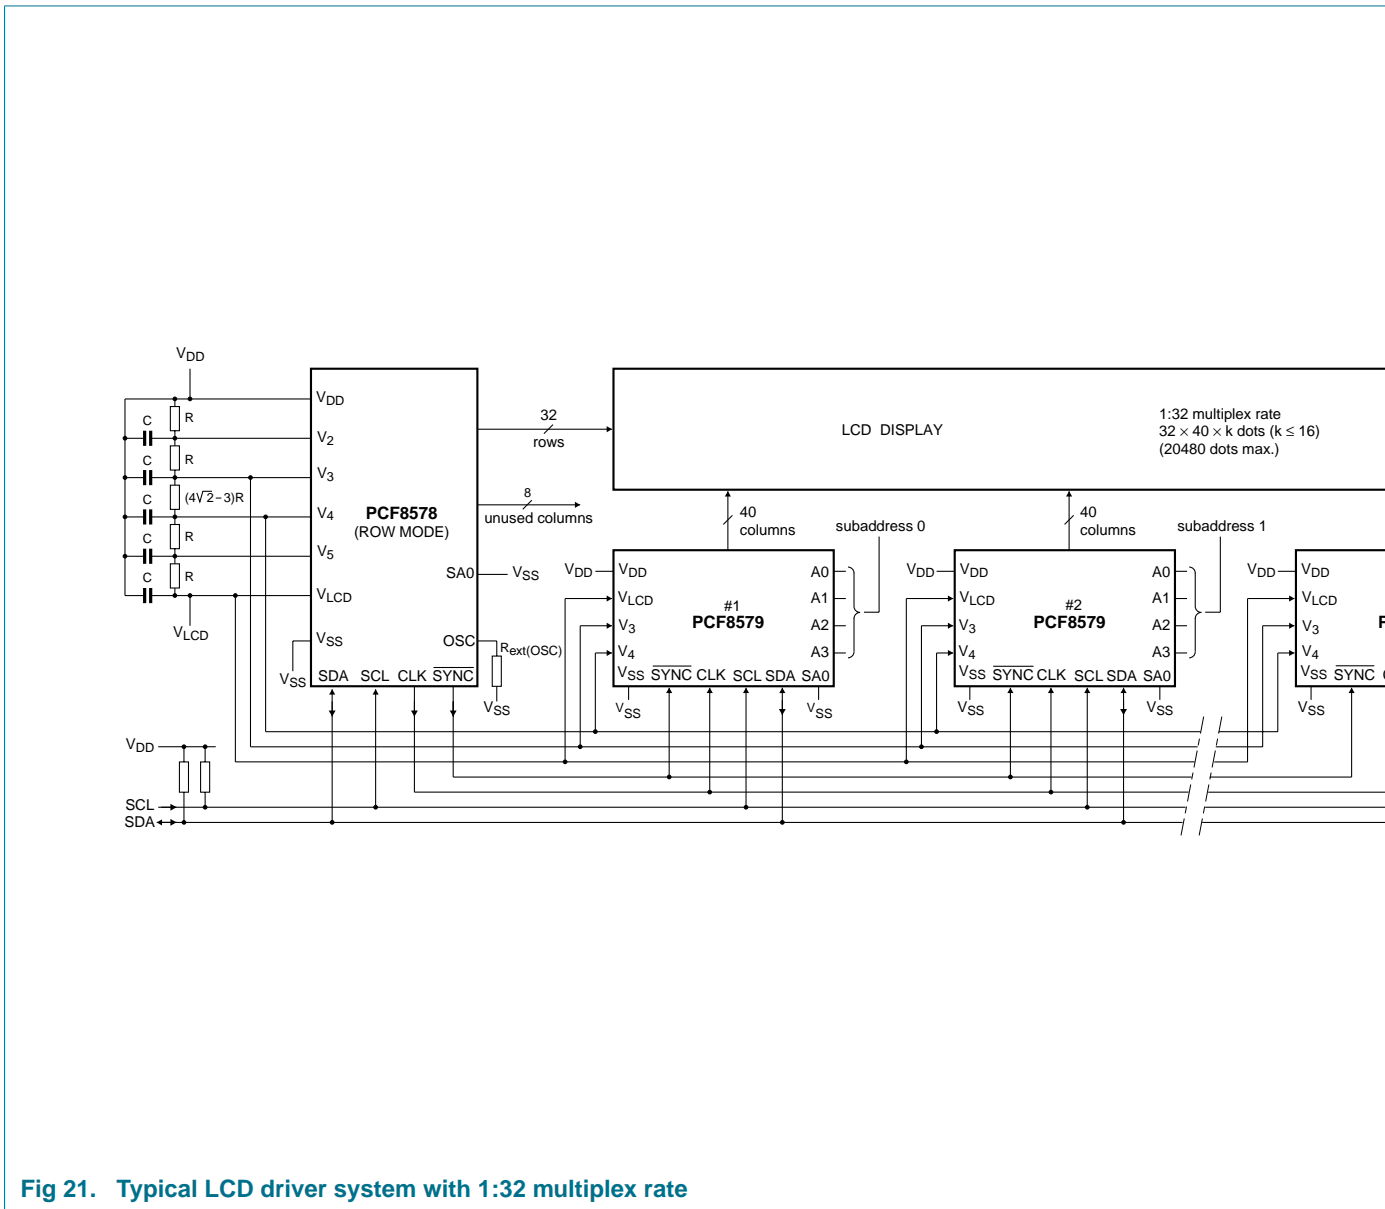 VDD
VDD
C
R
V2
C
R
V3
C
(4√2−3)R
V4
C
R
V5
C
R
VLCD
VLCD
VSS
VSS
PCF8578
(ROW MODE)
SA0
VSS
OSC
Rext(OSC)
VSS
SDA SCL CLK SYNC
32
rows
8
unused columns
LCD DISPLAY
1:32 multiplex rate
32 × 40 × k dots (k ≤ 16)
(20480 dots max.)
40
columns
subaddress 0
VDD
VDD
VLCD
V3
V4
VSS SYNC CLK SCL SDA SA0
#1
PCF8579
A0
A1
A2
A3
VSS
VSS
40
columns
subaddress 1
VDD
VDD
VLCD
V3
V4
VSS SYNC CLK SCL SDA SA0
#2
PCF8579
A0
A1
A2
A3
VSS
VSS
VDD
VDD
VLCD
V3
V4
VSS SYNC
VSS
VDD
SCL
SDA
Fig 21. Typical LCD driver system with 1:32 multiplex rate